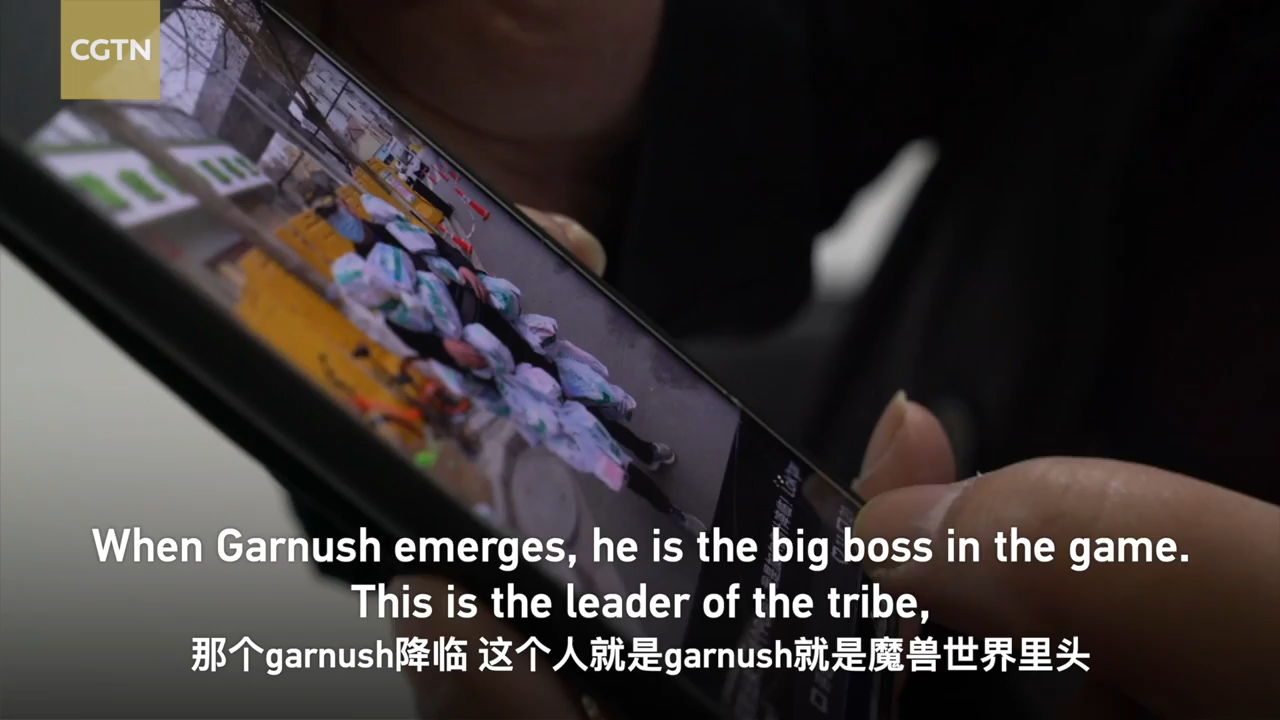 CGTN
When Garnush emerges, he is the big boss in the game.
This is the leader of the tribe,
那个garnush降临 这个人就是garnush就是魔兽世界里头